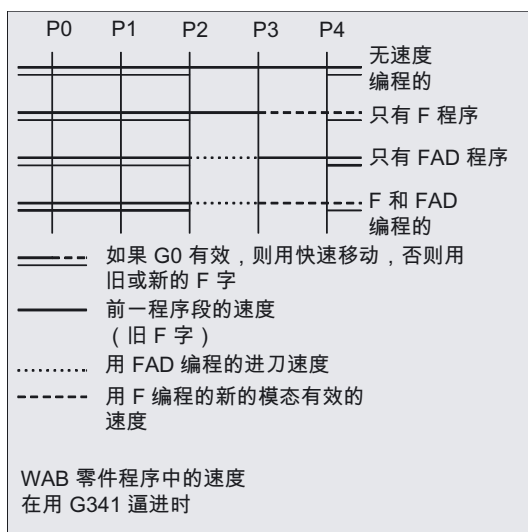 P0 P1 P2 P3 P4
无速度
编程的
只有 F 程序
只有 FAD 程序
F 和 FAD
编程的
如果 G0 有效，则用快速移动，否则用
旧或新的 F 字
前一程序段的速度
（旧 F 字）
用 FAD 编程的进刀速度
用 F 编程的新的模态有效的
速度
WAB 零件程序中的速度
在用 G341 逼进时